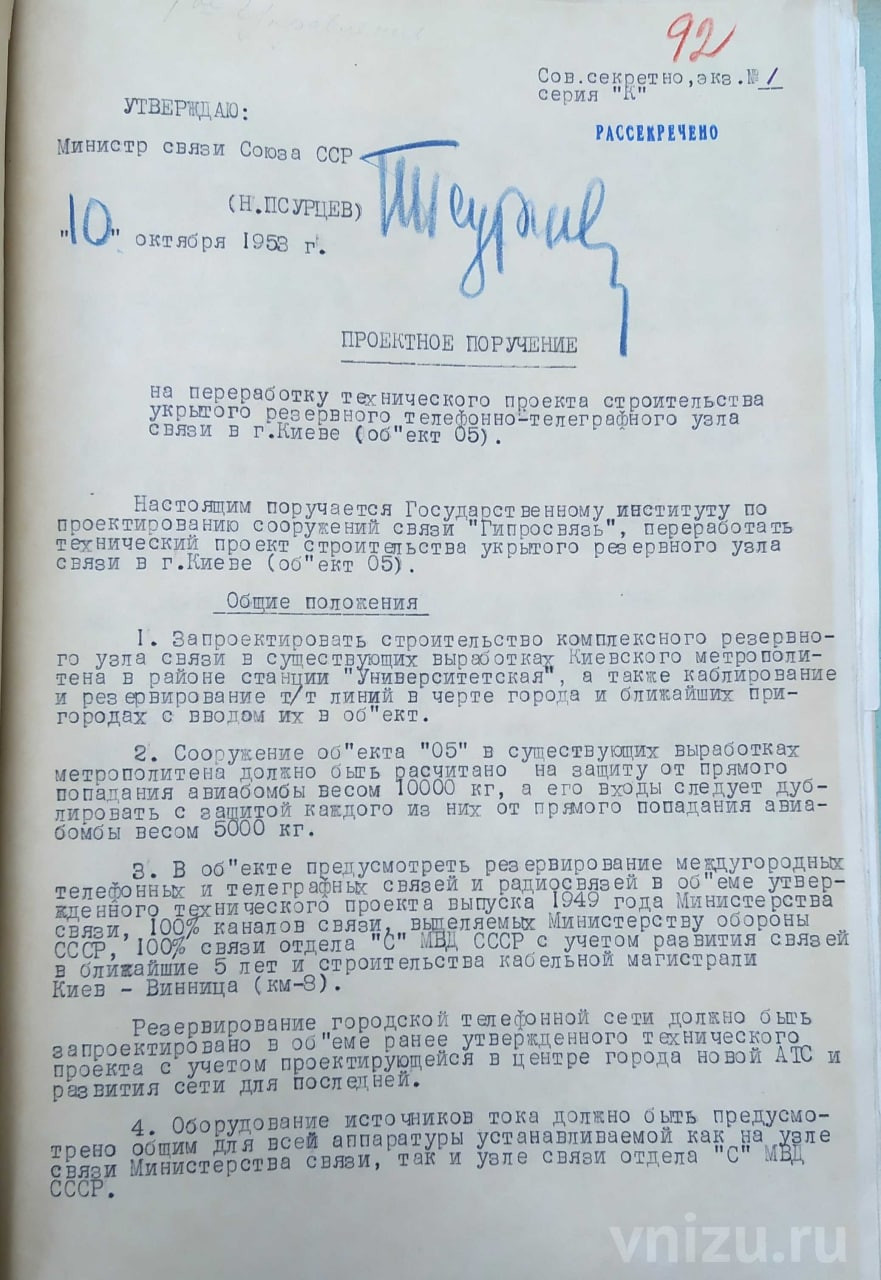 92
Сов.секретно,экз.№ 1
серия "К"
РАССЕКРЕЧЕНО
УТВЕРЖДАЮ:
Министр связи Союза ССР
(Н.ПСУРЦЕВ)
"10" октября 1953 г.
ПРОЕКТНОЕ ПОРУЧЕНИЕ
на переработку технического проекта строительства
укрытого резервного телефонно-телеграфного узла
связи в г.Киеве (об"ект 05).
Настоящим поручается Государственному институту по
проектированию сооружений связи "Гипросвязь", переработать
технический проект строительства укрытого резервного узла
связи в г.Киеве (об"ект 05).
Общие положения
1. Запроектировать строительство комплексного резервно-
го узла связи в существующих выработках Киевского метрополи-
тена в районе станции "Университетская", а также каблирование
и резервирование т/т линий в черте города и ближайших при-
городах с вводом их в об"ект.
2. Сооружение об"екта "05" в существующих выработках
метрополитена должно быть расчитано на защиту от прямого
попадания авиабомбы весом 10000 кг, а его входы следует дуб-
лировать с защитой каждого из них от прямого попадания авиа-
бомбы весом 5000 кг.
3. В об"екте предусмотреть резервирование междугородных
телефонных и телеграфных связей и радиосвязей в об"еме утвер-
жденного технического проекта выпуска 1949 года Министерства
связи, 100% каналов связи, выделяемых Министерству обороны
СССР, 100% связи отдела "С" МВД СССР с учетом развития связей
в ближайшие 5 лет и строительства кабельной магистрали
Киев - Винница (км-8).
Резервирование городской телефонной сети должно быть
запроектировано в об"еме ранее утвержденного технического
проекта с учетом проектирующейся в центре города новой АТС и
развития сети для последней.
4. Оборудование источников тока должно быть предусмо-
трено общим для всей аппаратуры устанавливаемой как на узле
связи Министерства связи, так и узле связи отдела "С" МВД
СССР.
vnizu.ru